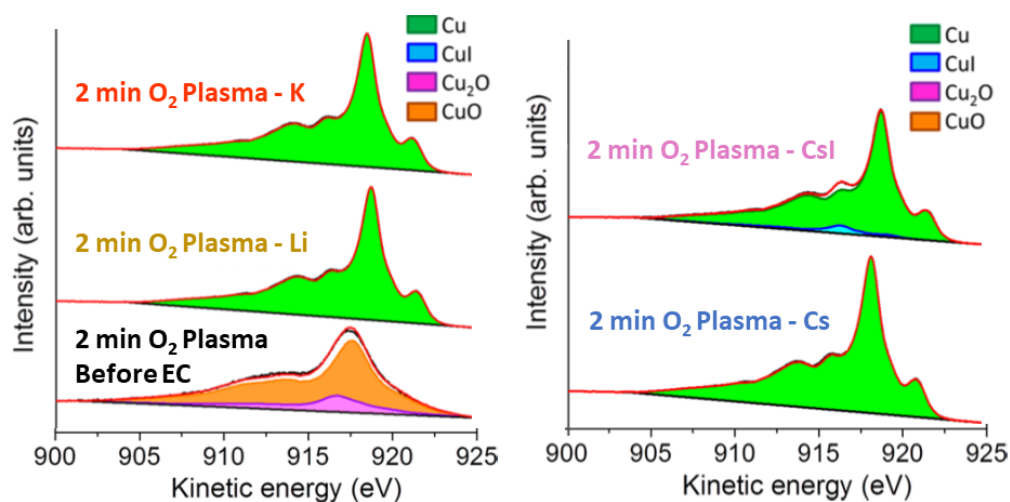 Cu
CuI
Cu₂O
CuO
2 min O₂ Plasma - K
2 min O₂ Plasma - Li
2 min O₂ Plasma
Before EC
Intensity (arb. units)
900 905 910 915 920 925
Kinetic energy (eV)
Cu
CuI
Cu₂O
CuO
2 min O₂ Plasma - CsI
2 min O₂ Plasma - Cs
Intensity (arb. units)
900 905 910 915 920 925
Kinetic energy (eV)